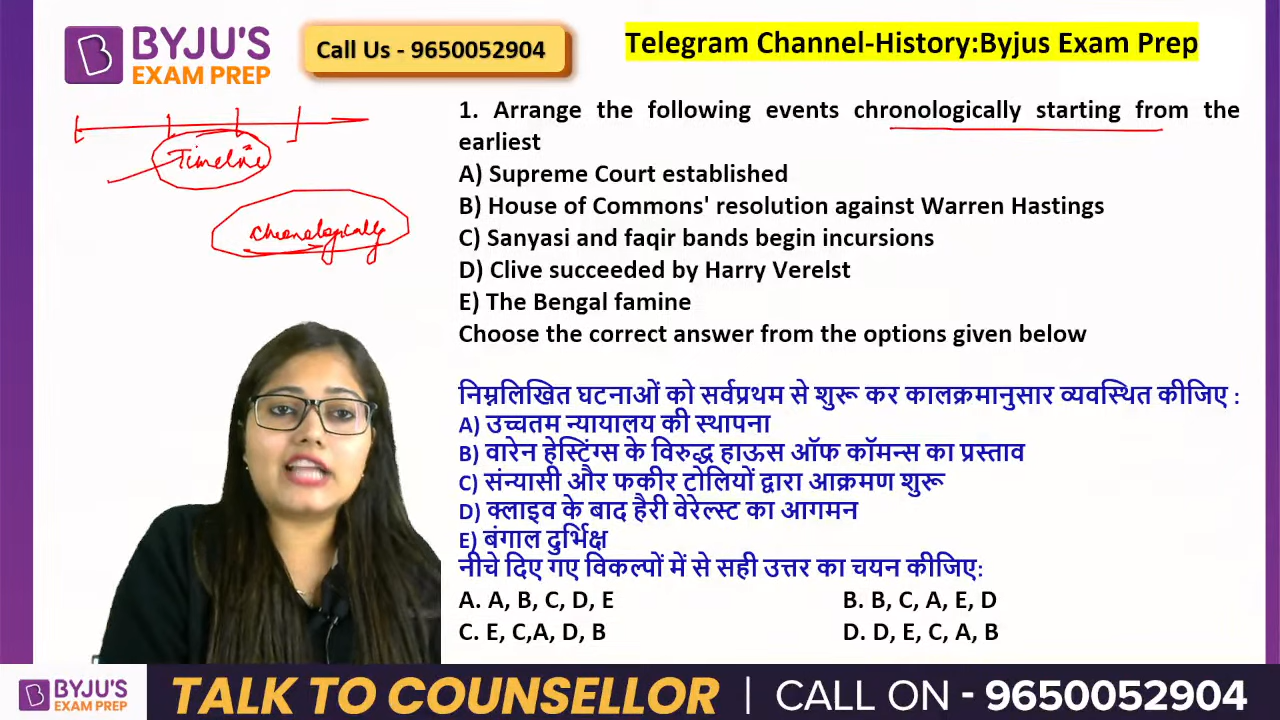 BYJU'S
EXAM PREP
Call Us - 9650052904
Telegram Channel-History:Byjus Exam Prep
Timeline
Chronologically
1. Arrange the following events chronologically starting from the
earliest
A) Supreme Court established
B) House of Commons' resolution against Warren Hastings
C) Sanyasi and faqir bands begin incursions
D) Clive succeeded by Harry Verelst
E) The Bengal famine
Choose the correct answer from the options given below
निम्नलिखित घटनाओं को सर्वप्रथम से शुरू कर कालक्रमानुसार व्यवस्थित कीजिए :
A) उच्चतम न्यायालय की स्थापना
B) वारेन हेस्टिंग्स के विरुद्ध हाऊस ऑफ कॉमन्स का प्रस्ताव
C) संन्यासी और फकीर टोलियों द्वारा आक्रमण शुरू
D) क्लाइव के बाद हैरी वेरेल्स्ट का आगमन
E) बंगाल दुर्भिक्ष
नीचे दिए गए विकल्पों में से सही उत्तर का चयन कीजिए:
A. A, B, C, D, E B. B, C, A, E, D
C. E, C,A, D, B D. D, E, C, A, B
BYJU'S
EXAM PREP
TALK TO COUNSELLOR | CALL ON - 9650052904